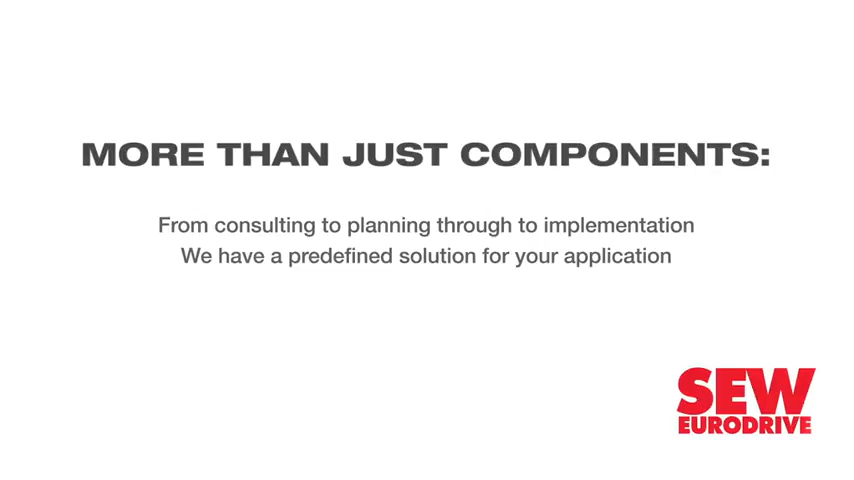 MORE THAN JUST COMPONENTS:
From consulting to planning through to implementation
We have a predefined solution for your application
SEW
EURODRIVE